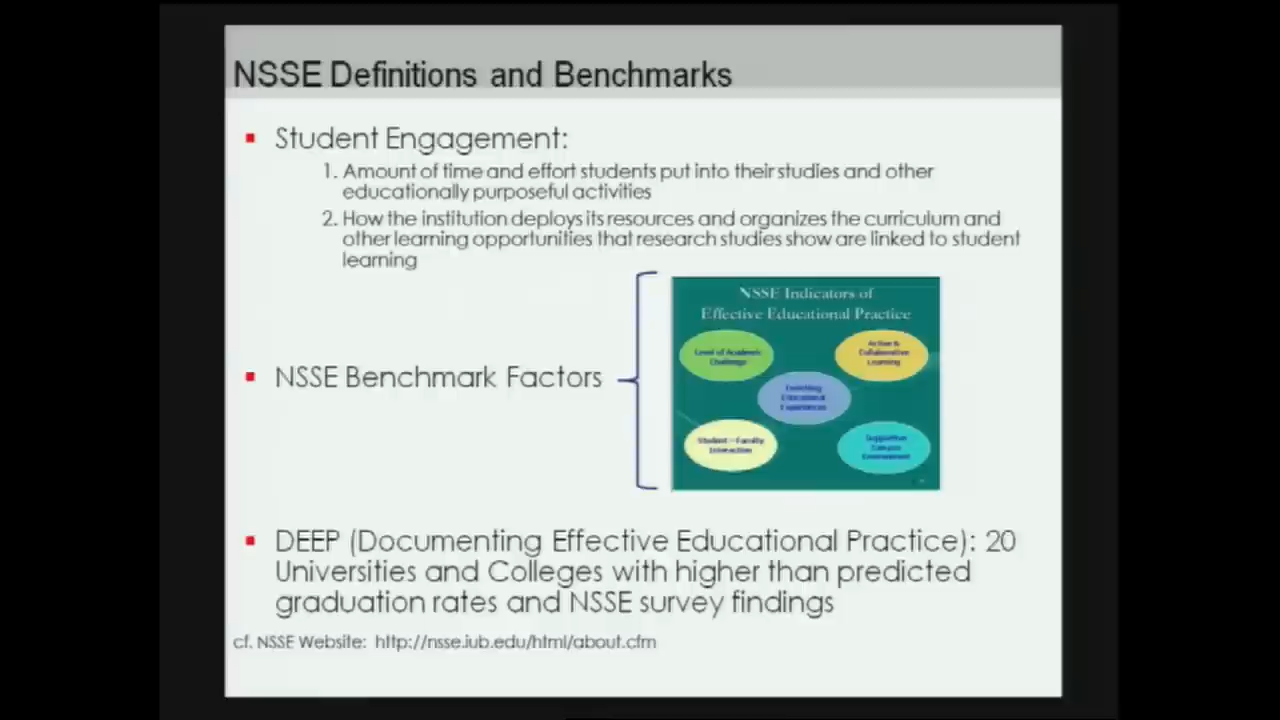 NSSE Definitions and Benchmarks
Student Engagement:
1. Amount of time and effort students put into their studies and other
educationally purposeful activities
2. How the institution deploys its resources and organizes the curriculum and
other learning opportunities that research studies show are linked to student
learning
NSSE Benchmark Factors
NSSE Indicators of
Effective Educational Practice
Level of Academic
Challenge
Active &
Collaborative
Learning
Enriching
Educational
Experiences
Student – Faculty
Interaction
Supportive
Campus
Environment
DEEP (Documenting Effective Educational Practice): 20
Universities and Colleges with higher than predicted
graduation rates and NSSE survey findings
cf. NSSE Website: http://nsse.iub.edu/html/about.cfm